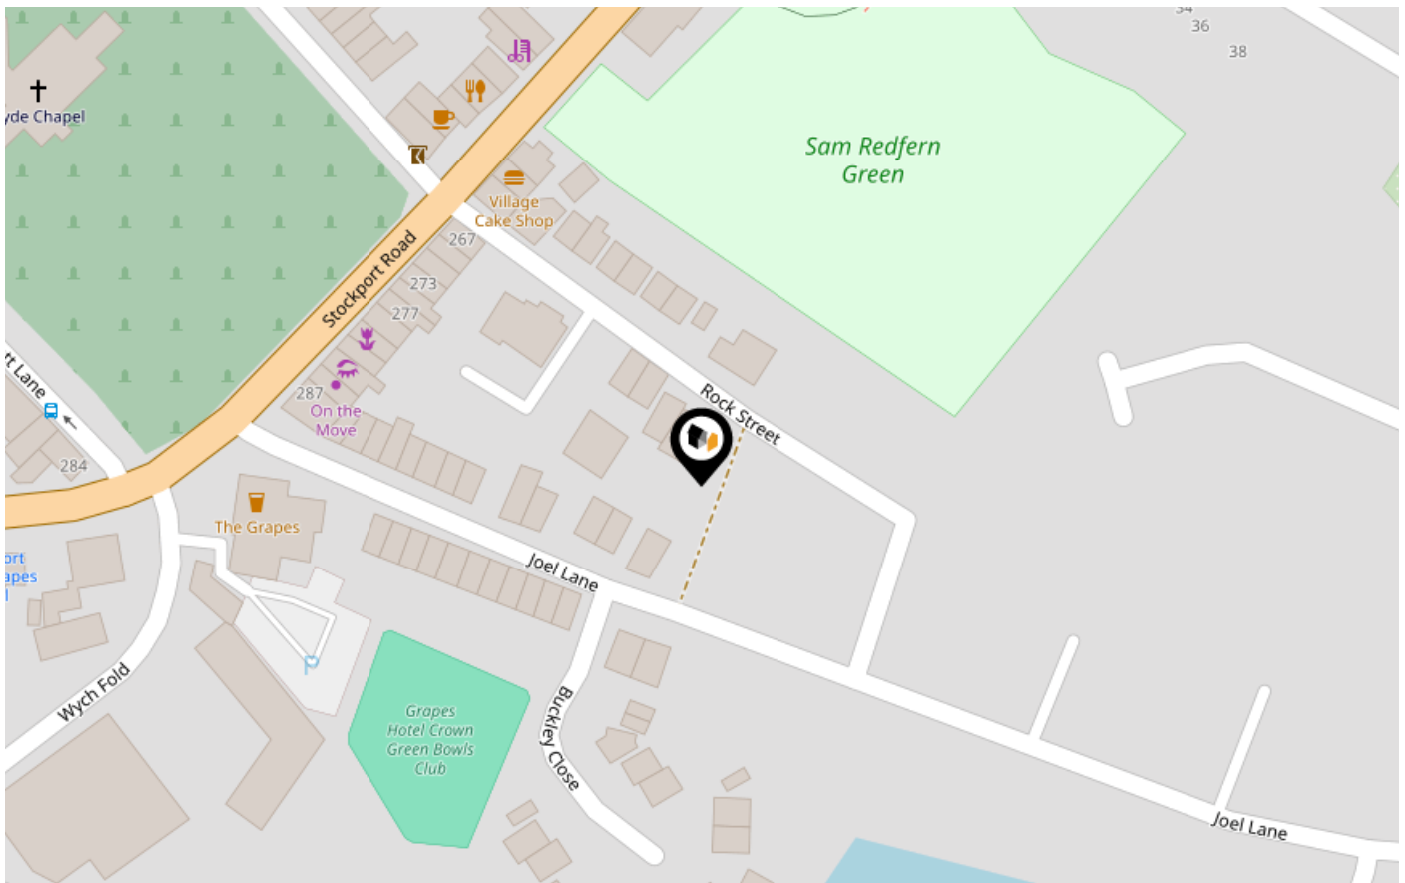 34
36
38
yde Chapel
Sam Redfern
Green
Village
Cake Shop
267
Stockport Road
273
277
tt Lane
287
On the
Move
Rock Street
284
The Grapes
ort
apes
l
Joel Lane
Wych Fold
Buckley Close
Grapes
Hotel Crown
Green Bowls
Club
Joel Lane